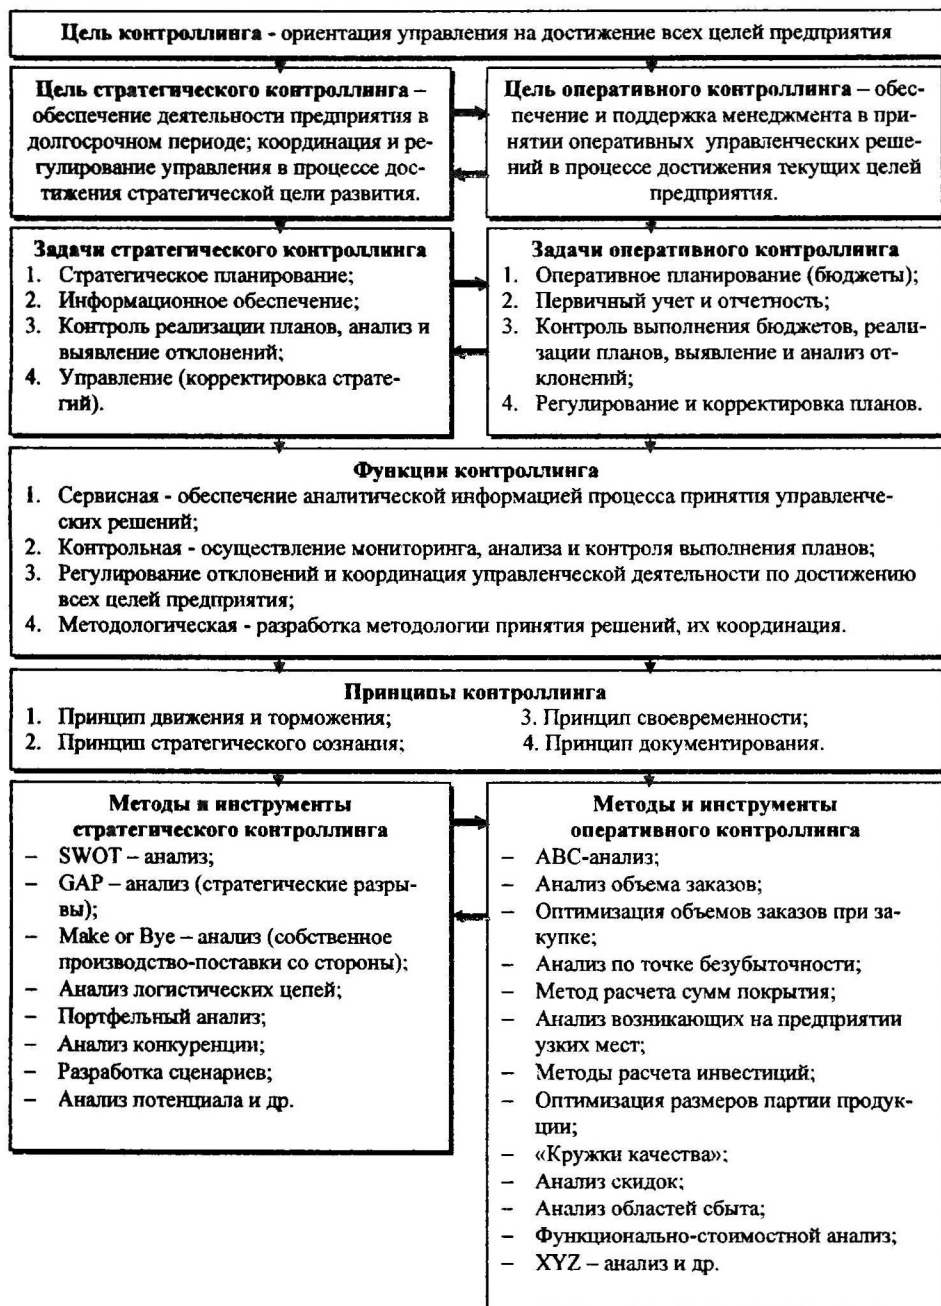 Цель контроллинга - ориентация управления на достижение всех целей предприятия
Цель стратегического контроллинга –
обеспечение деятельности предприятия в
долгосрочном периоде; координация и ре-
гулирование управления в процессе дос-
тижения стратегической цели развития.
Цель оперативного контроллинга – обес-
печение и поддержка менеджмента в при-
нятии оперативных управленческих реше-
ний в процессе достижения текущих целей
предприятия.
Задачи стратегического контроллинга
1. Стратегическое планирование;
2. Информационное обеспечение;
3. Контроль реализации планов, анализ и
выявление отклонений;
4. Управление (корректировка страте-
гий).
Задачи оперативного контроллинга
1. Оперативное планирование (бюджеты);
2. Первичный учет и отчетность;
3. Контроль выполнения бюджетов, реали-
зации планов, выявление и анализ от-
клонений;
4. Регулирование и корректировка планов.
Функции контроллинга
1. Сервисная - обеспечение аналитической информацией процесса принятия управленче-
ских решений;
2. Контрольная - осуществление мониторинга, анализа и контроля выполнения планов;
3. Регулирование отклонений и координация управленческой деятельности по достижению
всех целей предприятия;
4. Методологическая - разработка методологии принятия решений, их координация.
Принципы контроллинга
1. Принцип движения и торможения; 3. Принцип своевременности;
2. Принцип стратегического сознания; 4. Принцип документирования.
Методы и инструменты
стратегического контроллинга
– SWOT – анализ;
– GAP – анализ (стратегические разры-
вы);
– Make or Bye – анализ (собственное
производство-поставки со стороны);
– Анализ логистических цепей;
– Портфельный анализ;
– Анализ конкуренции;
– Разработка сценариев;
– Анализ потенциала и др.
Методы и инструменты
оперативного контроллинга
– ABC-анализ;
– Анализ объема заказов;
– Оптимизация объемов заказов при за-
купке;
– Анализ по точке безубыточности;
– Метод расчета сумм покрытия;
– Анализ возникающих на предприятии
узких мест;
– Методы расчета инвестиций;
– Оптимизация размеров партии продук-
ции;
– «Кружки качества»;
– Анализ скидок;
– Анализ областей сбыта;
– Функционально-стоимостной анализ;
– XYZ – анализ и др.